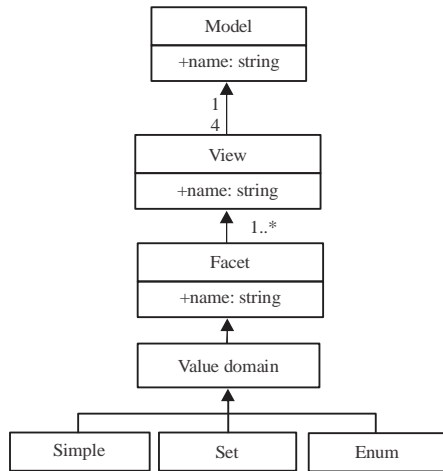 Model
+name: string
1
4
View
+name: string
1..*
Facet
+name: string
Value domain
Simple Set Enum